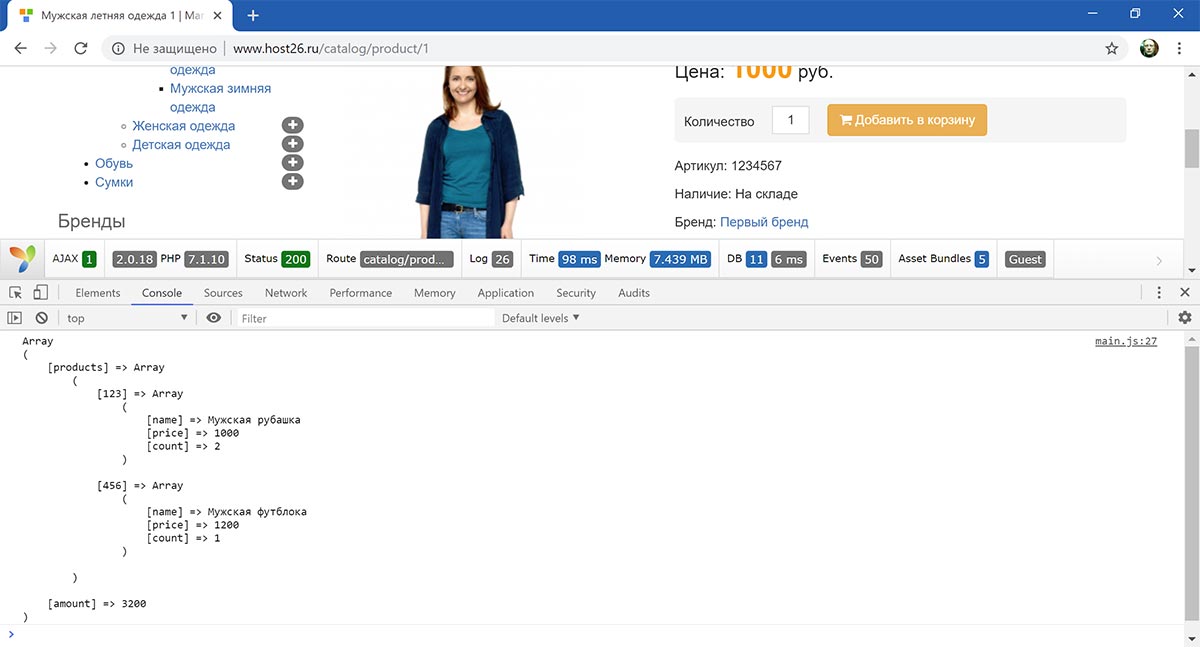 Мужская летняя одежда 1 | Маг
Не защищено | www.host26.ru/catalog/product/1
одежда
Мужская зимняя
одежда
Женская одежда
Детская одежда
Обувь
Сумки
Бренды
Цена: 1000 руб.
Количество 1 Добавить в корзину
Артикул: 1234567
Наличие: На складе
Бренд: Первый бренд
AJAX 1 2.0.18 PHP 7.1.10 Status 200 Route catalog/prod... Log 26 Time 98 ms Memory 7.439 MB DB 11 6 ms Events 50 Asset Bundles 5 Guest
Elements Console Sources Network Performance Memory Application Security Audits
top Filter Default levels
main.js:27
Array
(
[products] => Array
(
[123] => Array
(
[name] => Мужская рубашка
[price] => 1000
[count] => 2
)
[456] => Array
(
[name] => Мужская футблока
[price] => 1200
[count] => 1
)
)
[amount] => 3200
)